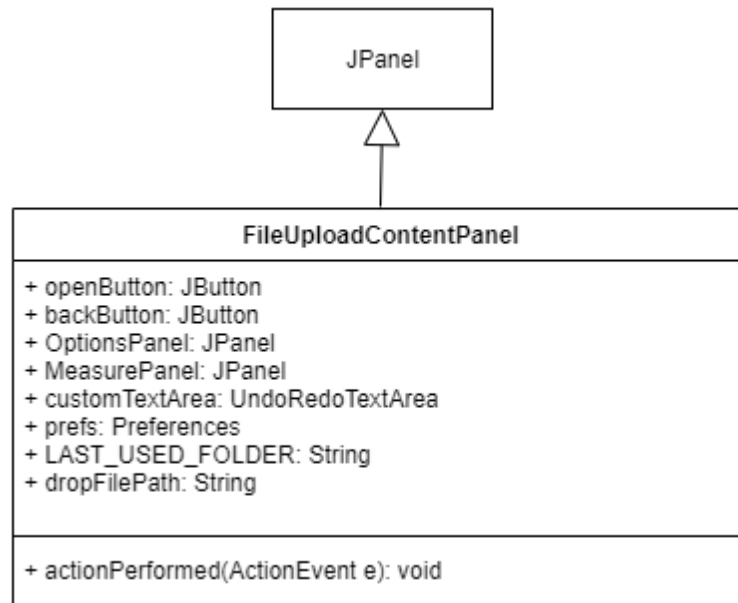 JPanel
FileUploadContentPanel
+ openButton: JButton
+ backButton: JButton
+ OptionsPanel: JPanel
+ MeasurePanel: JPanel
+ customTextArea: UndoRedoTextArea
+ prefs: Preferences
+ LAST_USED_FOLDER: String
+ dropFilePath: String
+ actionPerformed(ActionEvent e): void